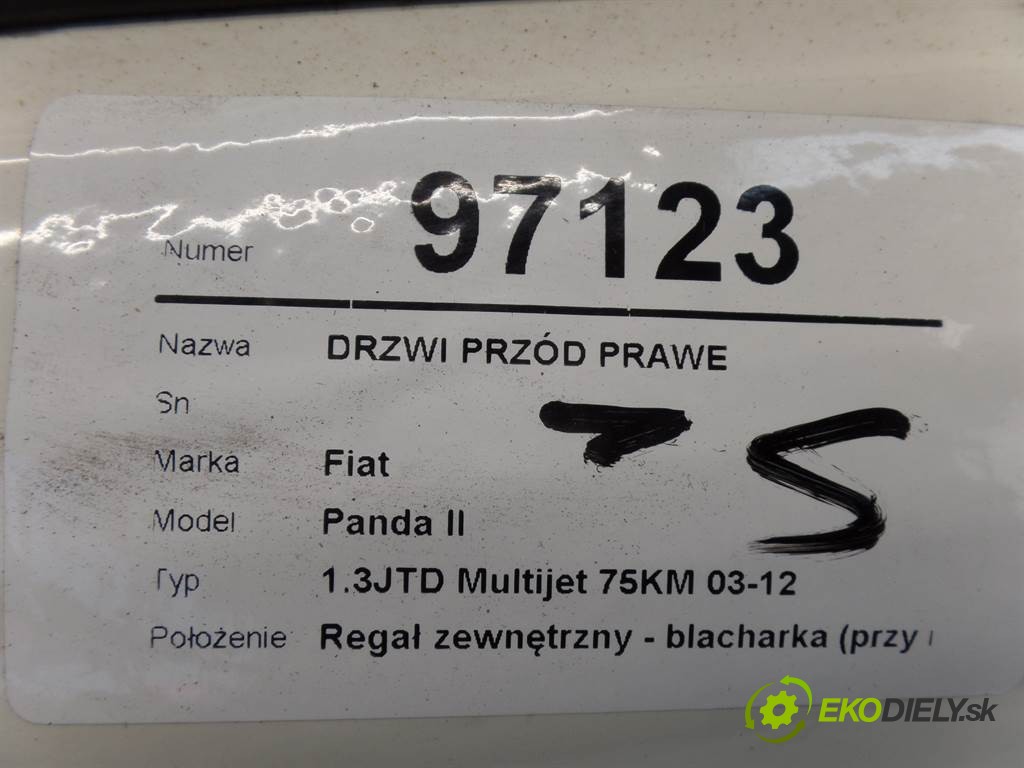 Numer 97123
Nazwa DRZWI PRZÓD PRAWE
Sn
Marka Fiat
Model Panda II
Typ 1.3JTD Multijet 75KM 03-12
Położenie Regał zewnętrzny - blacharka (przy
EKODIELY.sk